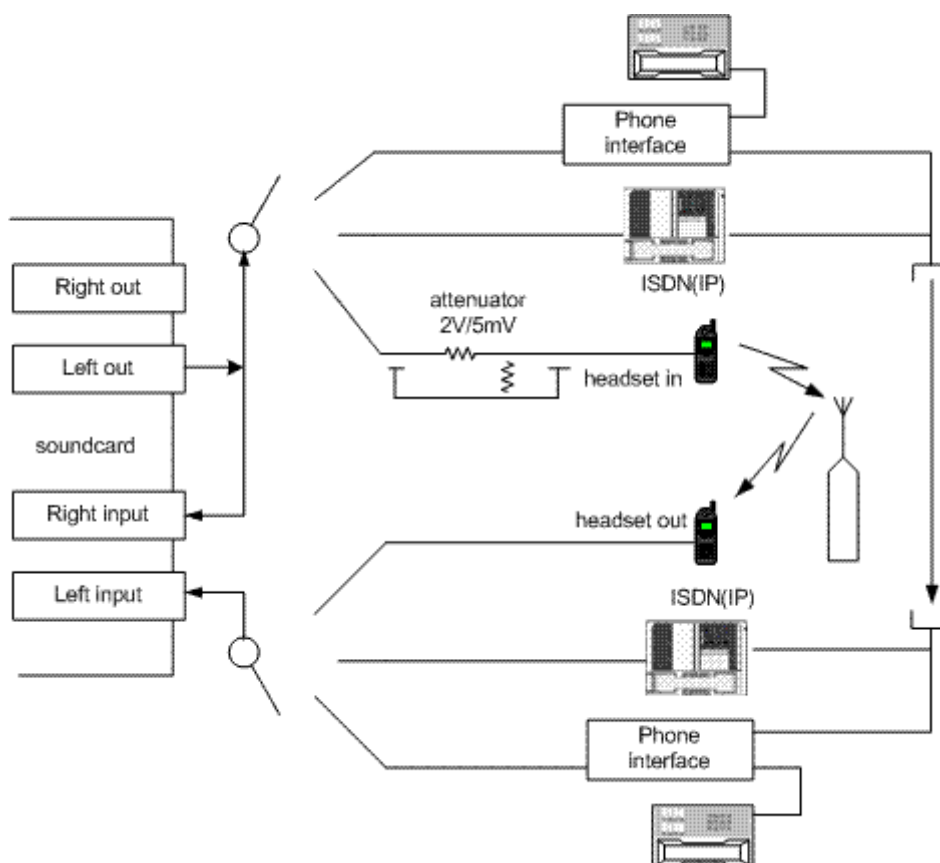 Phone
interface
ISDN(IP)
Right out
attenuator
2V/5mV
Left out
headset in
soundcard
Right input
headset out
Left input
ISDN(IP)
Phone
interface